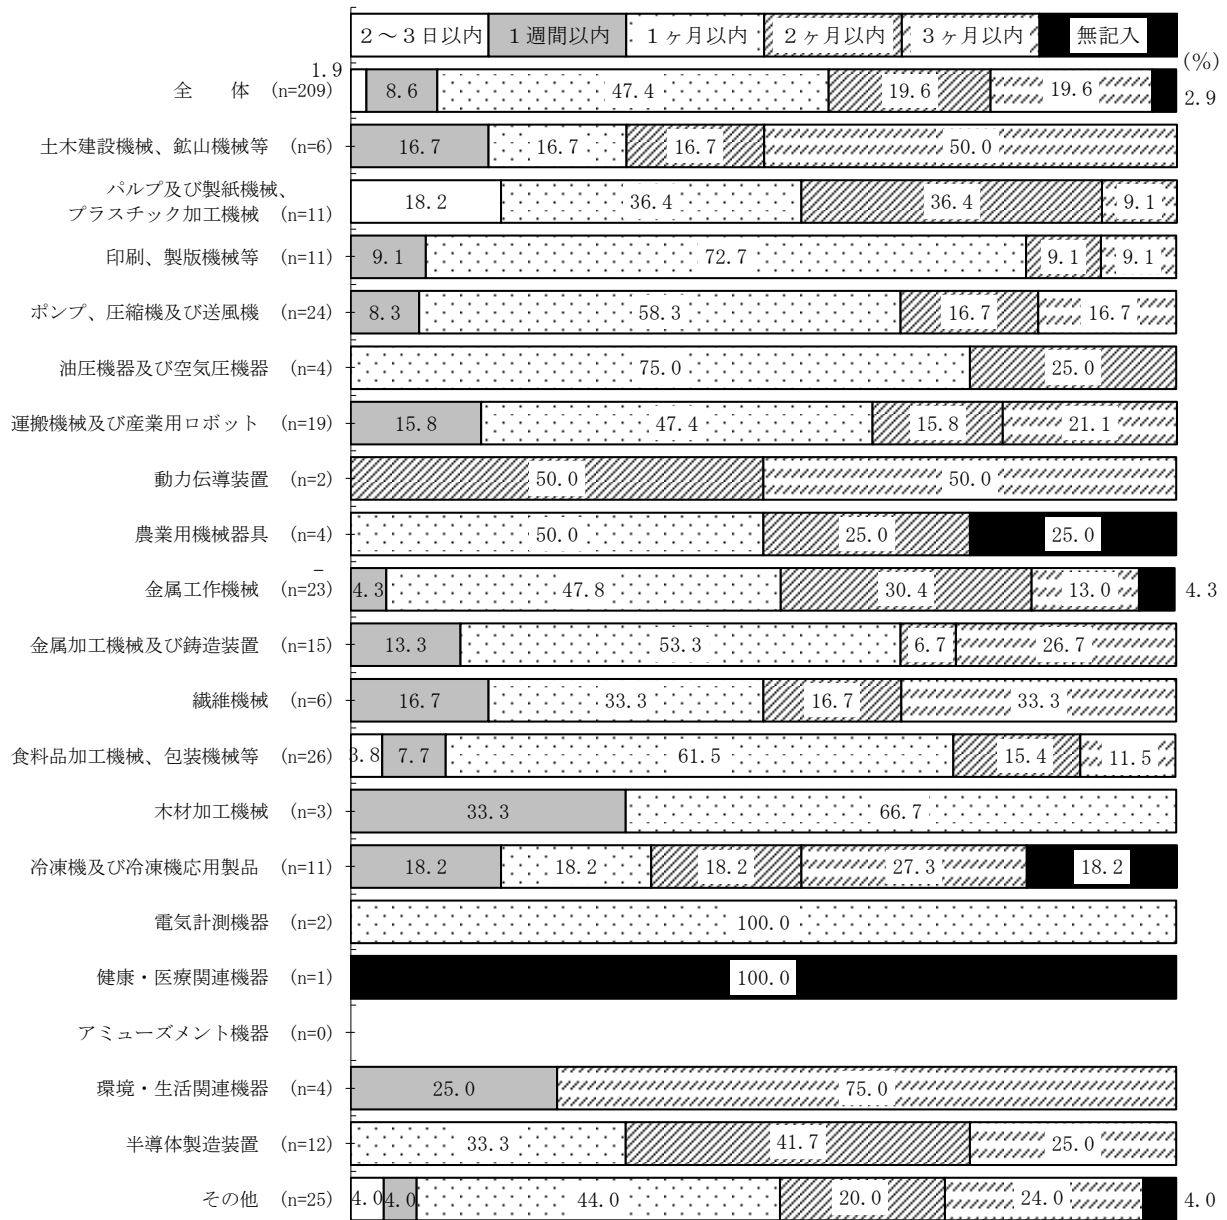 ２～３日以内 １週間以内 １ヶ月以内 ２ヶ月以内 ３ヶ月以内 無記入
(%)
全　体 (n=209) 1.9 8.6 47.4 19.6 19.6 2.9
土木建設機械、鉱山機械等 (n=6) 16.7 16.7 16.7 50.0
パルプ及び製紙機械、
プラスチック加工機械 (n=11) 18.2 36.4 36.4 9.1
印刷、製版機械等 (n=11) 9.1 72.7 9.1 9.1
ポンプ、圧縮機及び送風機 (n=24) 8.3 58.3 16.7 16.7
油圧機器及び空気圧機器 (n=4) 75.0 25.0
運搬機械及び産業用ロボット (n=19) 15.8 47.4 15.8 21.1
動力伝導装置 (n=2) 50.0 50.0
農業用機械器具 (n=4) 50.0 25.0 25.0
金属工作機械 (n=23) 4.3 47.8 30.4 13.0 4.3
金属加工機械及び鋳造装置 (n=15) 13.3 53.3 6.7 26.7
繊維機械 (n=6) 16.7 33.3 16.7 33.3
食料品加工機械、包装機械等 (n=26) 3.8 7.7 61.5 15.4 11.5
木材加工機械 (n=3) 33.3 66.7
冷凍機及び冷凍機応用製品 (n=11) 18.2 18.2 18.2 27.3 18.2
電気計測機器 (n=2) 100.0
健康・医療関連機器 (n=1) 100.0
アミューズメント機器 (n=0)
環境・生活関連機器 (n=4) 25.0 75.0
半導体製造装置 (n=12) 33.3 41.7 25.0
その他 (n=25) 4.0 4.0 44.0 20.0 24.0 4.0